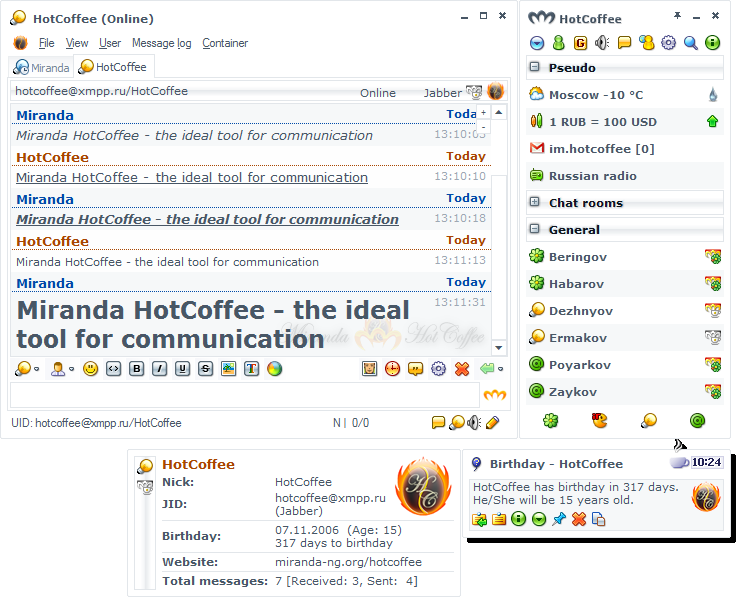 HotCoffee (Online)
File View User Message log Container
Miranda HotCoffee
hotcoffee@xmpp.ru/HotCoffee Online Jabber
Miranda Today
Miranda HotCoffee - the ideal tool for communication 13:10:03
HotCoffee Today
Miranda HotCoffee - the ideal tool for communication 13:10:10
Miranda Today
Miranda HotCoffee - the ideal tool for communication 13:10:18
HotCoffee Today
Miranda HotCoffee - the ideal tool for communication 13:11:13
Miranda Today
Miranda HotCoffee - the ideal 13:11:31
tool for communication
Miranda Hot Coffee
UID: hotcoffee@xmpp.ru/HotCoffee N | 0/0
HotCoffee
Pseudo
Moscow -10 °C
1 RUB = 100 USD
im.hotcoffee [0]
Russian radio
Chat rooms
General
Beringov
Habarov
Dezhnyov
Ermakov
Poyarkov
Zaykov
HotCoffee
Nick: HotCoffee
JID: hotcoffee@xmpp.ru
(Jabber)
Birthday: 07.11.2006 (Age: 15)
317 days to birthday
Website: miranda-ng.org/hotcoffee
Total messages: 7 [Received: 3, Sent: 4]
Birthday - HotCoffee 10:24
HotCoffee has birthday in 317 days.
He/She will be 15 years old.